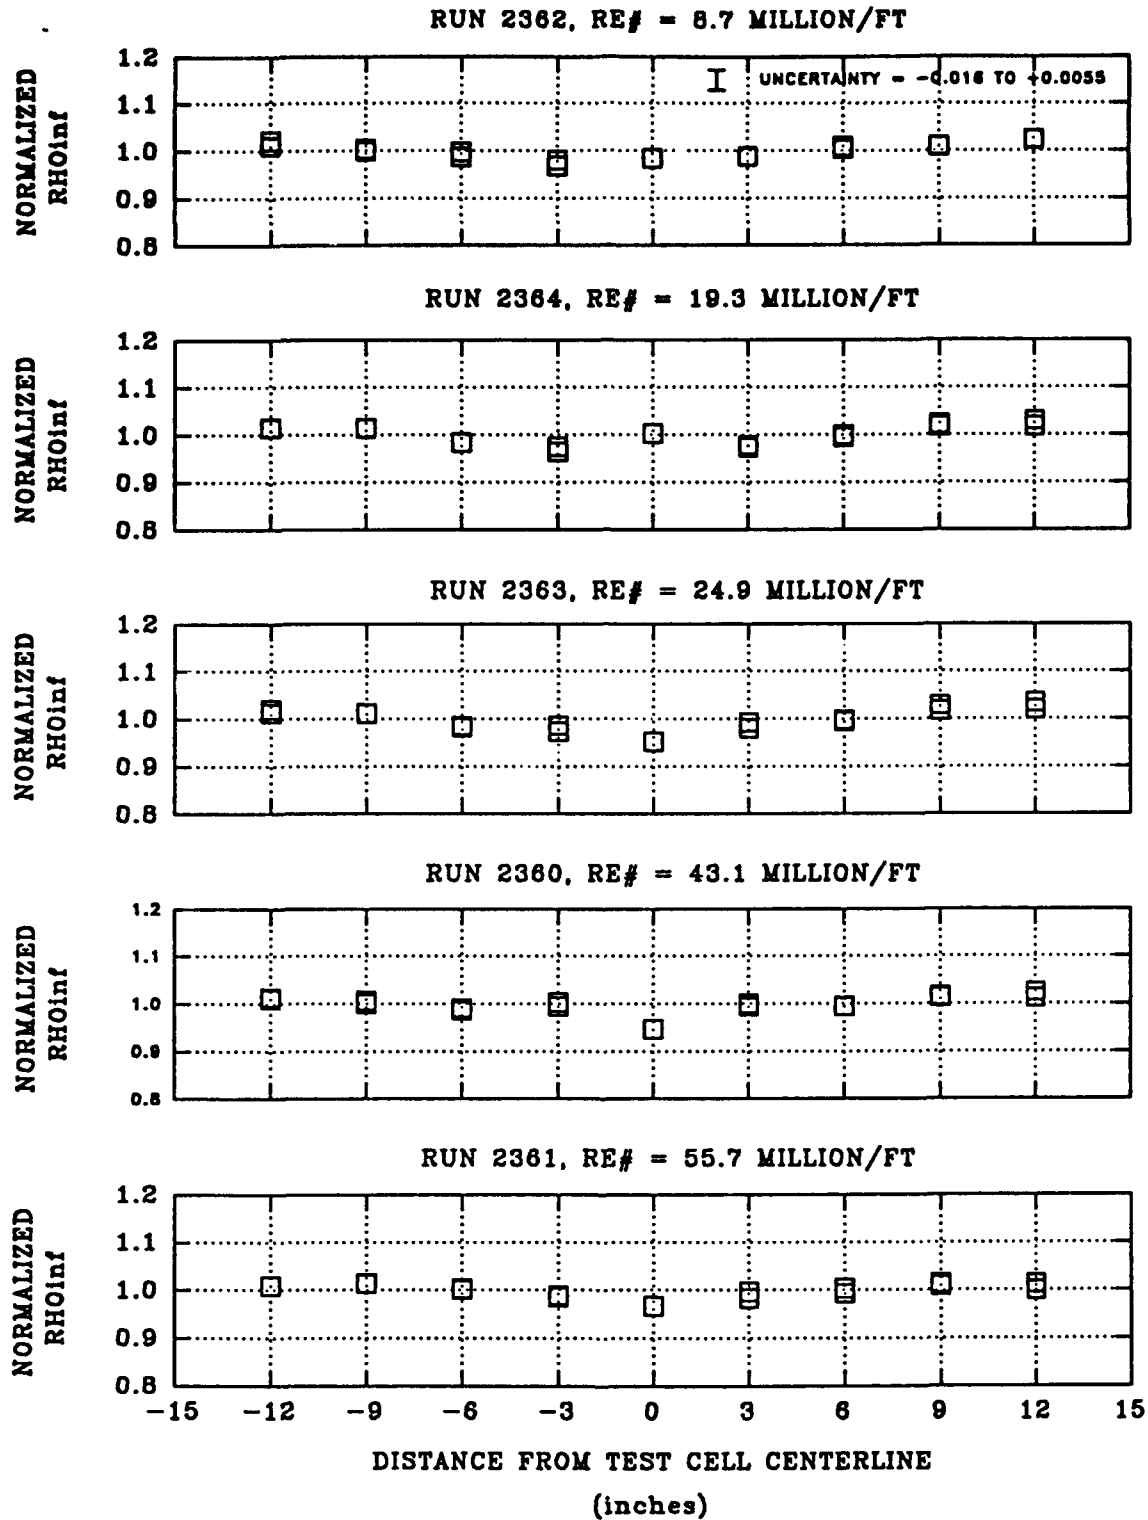 RUN 2362, RE# = 8.7 MILLION/FT
NORMALIZED
RHOinf
1.2
1.1
1.0
0.9
0.8
UNCERTAINTY = -0.016 TO +0.0055
RUN 2364, RE# = 19.3 MILLION/FT
NORMALIZED
RHOinf
1.2
1.1
1.0
0.9
0.8
RUN 2363, RE# = 24.9 MILLION/FT
NORMALIZED
RHOinf
1.2
1.1
1.0
0.9
0.8
RUN 2360, RE# = 43.1 MILLION/FT
NORMALIZED
RHOinf
1.2
1.1
1.0
0.9
0.8
RUN 2361, RE# = 55.7 MILLION/FT
NORMALIZED
RHOinf
1.2
1.1
1.0
0.9
0.8
-15 -12 -9 -6 -3 0 3 6 9 12 15
DISTANCE FROM TEST CELL CENTERLINE
(inches)